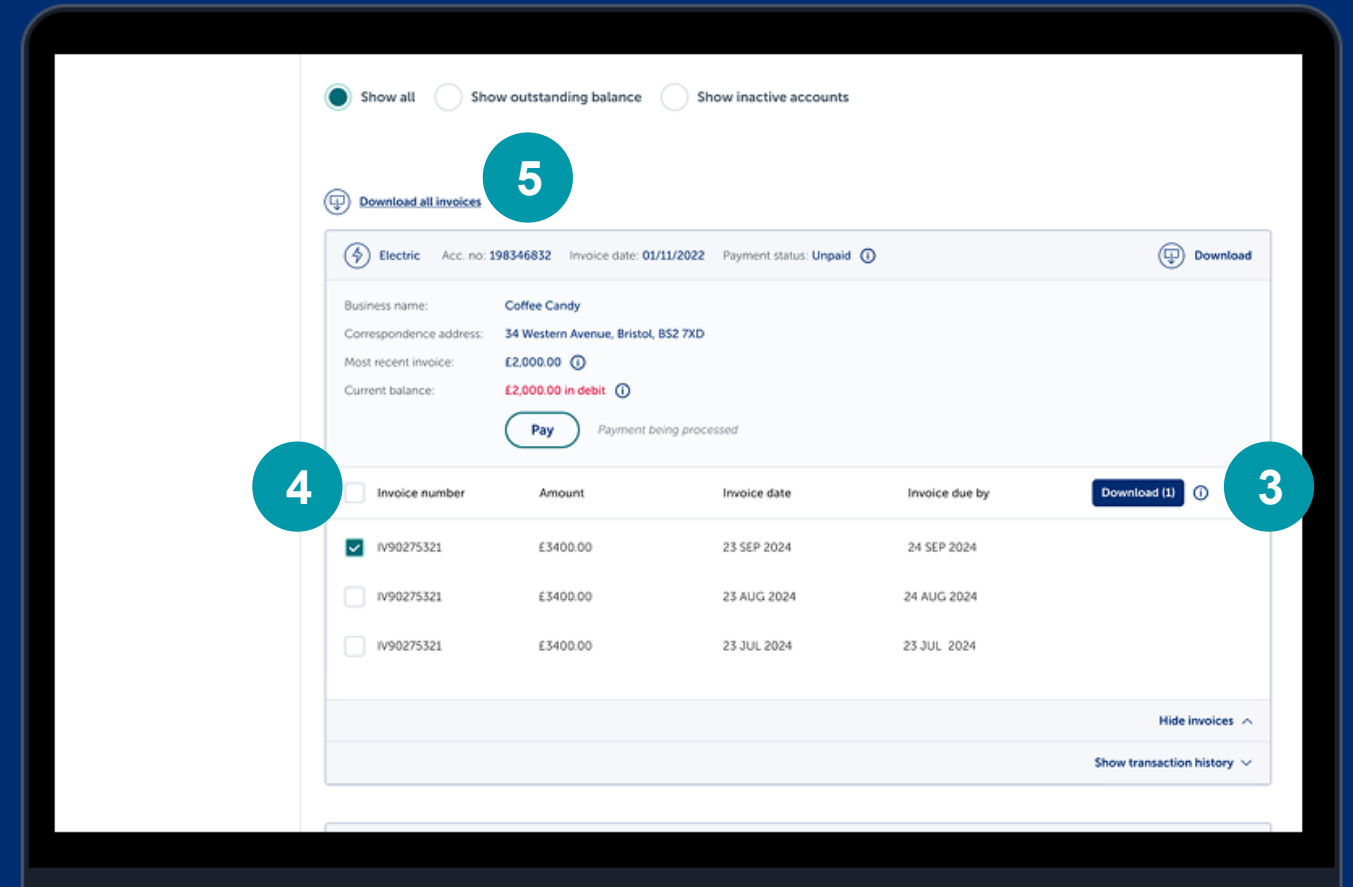 Show all Show outstanding balance Show inactive accounts
5
Download all invoices
Electric Acc. no: 198346832 Invoice date: 01/11/2022 Payment status: Unpaid Download
Business name: Coffee Candy
Correspondence address: 34 Western Avenue, Bristol, BS2 7XD
Most recent invoice: £2,000.00
Current balance: £2,000.00 in debit
Pay Payment being processed
4 Invoice number Amount Invoice date Invoice due by Download (1) 3
IV90275321 £3400.00 23 SEP 2024 24 SEP 2024
IV90275321 £3400.00 23 AUG 2024 24 AUG 2024
IV90275321 £3400.00 23 JUL 2024 23 JUL 2024
Hide invoices
Show transaction history